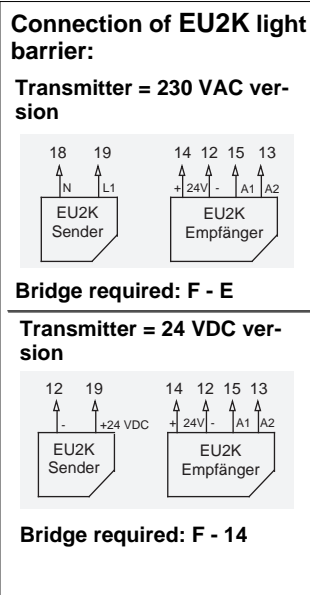 Connection of EU2K light
barrier:
Transmitter = 230 VAC ver-
sion
18 19 14 12 15 13
N L1 + 24V - A1 A2
EU2K EU2K
Sender Empfänger
Bridge required: F - E
Transmitter = 24 VDC ver-
sion
12 19 14 12 15 13
- +24 VDC + 24V - A1 A2
EU2K EU2K
Sender Empfänger
Bridge required: F - 14